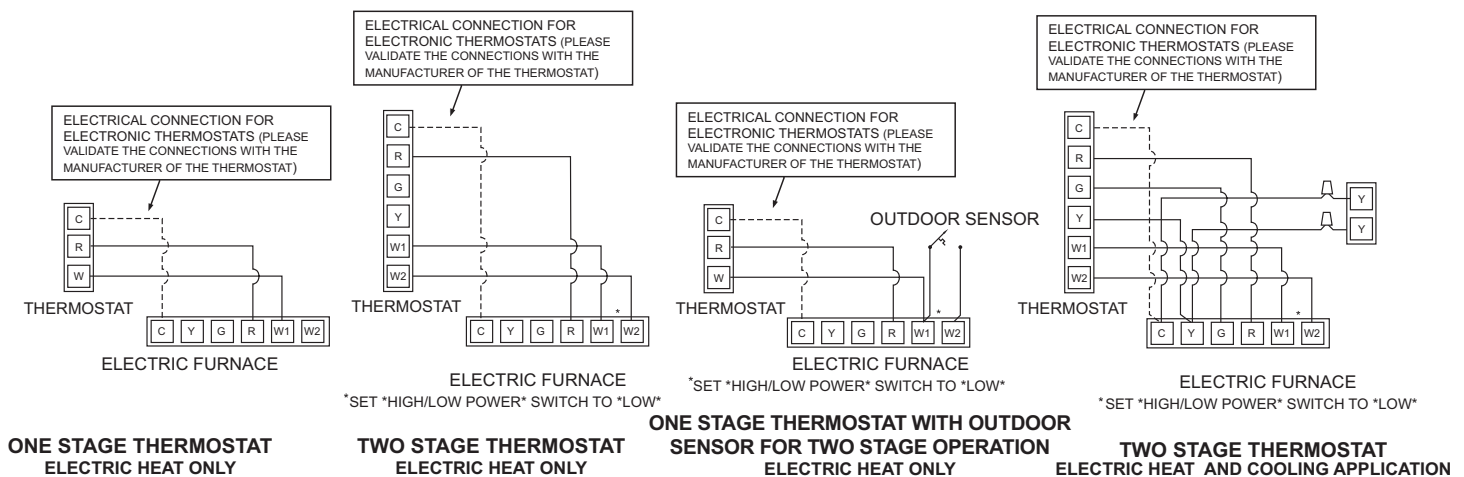 ELECTRICAL CONNECTION FOR
ELECTRONIC THERMOSTATS (PLEASE
VALIDATE THE CONNECTIONS WITH THE
MANUFACTURER OF THE THERMOSTAT)
C
R
W
THERMOSTAT
C Y G R W1 W2
ELECTRIC FURNACE
ONE STAGE THERMOSTAT
ELECTRIC HEAT ONLY
ELECTRICAL CONNECTION FOR
ELECTRONIC THERMOSTATS (PLEASE
VALIDATE THE CONNECTIONS WITH THE
MANUFACTURER OF THE THERMOSTAT)
C
R
G
Y
W1
W2
THERMOSTAT
*
C Y G R W1 W2
ELECTRIC FURNACE
*SET *HIGH/LOW POWER* SWITCH TO *LOW*
TWO STAGE THERMOSTAT
ELECTRIC HEAT ONLY
ELECTRICAL CONNECTION FOR
ELECTRONIC THERMOSTATS (PLEASE
VALIDATE THE CONNECTIONS WITH THE
MANUFACTURER OF THE THERMOSTAT)
C
R
W
OUTDOOR SENSOR
THERMOSTAT
*
C Y G R W1 W2
ELECTRIC FURNACE
*SET *HIGH/LOW POWER* SWITCH TO *LOW*
ONE STAGE THERMOSTAT WITH OUTDOOR
SENSOR FOR TWO STAGE OPERATION
ELECTRIC HEAT ONLY
ELECTRICAL CONNECTION FOR
ELECTRONIC THERMOSTATS (PLEASE
VALIDATE THE CONNECTIONS WITH THE
MANUFACTURER OF THE THERMOSTAT)
C
R
G
Y
W1
W2
Y
Y
THERMOSTAT
*
C Y G R W1 W2
ELECTRIC FURNACE
*SET *HIGH/LOW POWER* SWITCH TO *LOW*
TWO STAGE THERMOSTAT
ELECTRIC HEAT AND COOLING APPLICATION